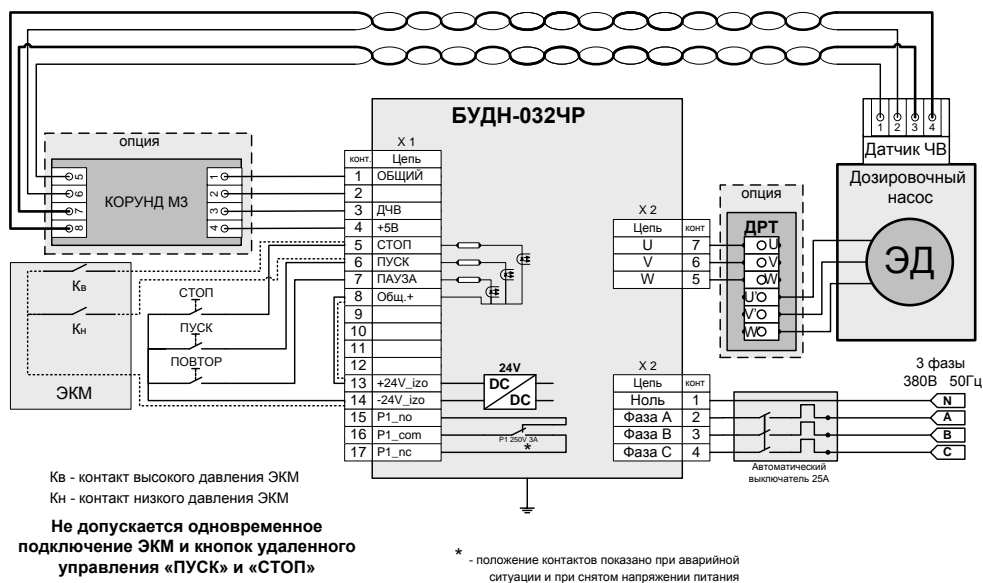 1 2 3 4
Датчик ЧВ
Дозировочный
насос
ЭД
БУДН-032ЧР
опция
КОРУНД М3
5 1
6 2
7 3
8 4
X 1
конт. Цепь
1 ОБЩИЙ
2
3 ДЧВ
4 +5В
5 СТОП
6 ПУСК
7 ПАУЗА
8 Общ.+
9
10
11
12
13 +24V_izo
14 -24V_izo
15 P1_no
16 P1_com
17 P1_nc
Кв
Кн
ЭКМ
СТОП
ПУСК
ПОВТОР
24V
DC
DC
P1 250V 3A
*
X 2
Цепь конт
U 7
V 6
W 5
опция
ДРТ
U
V
W
U'
V'
W'
X 2
Цепь конт
Ноль 1
Фаза А 2
Фаза В 3
Фаза С 4
3 фазы
380В 50Гц
N
A
B
C
Автоматический
выключатель 25А
Кв - контакт высокого давления ЭКМ
Кн - контакт низкого давления ЭКМ
Не допускается одновременное
подключение ЭКМ и кнопок удаленного
управления «ПУСК» и «СТОП»
* - положение контактов показано при аварийной
ситуации и при снятом напряжении питания